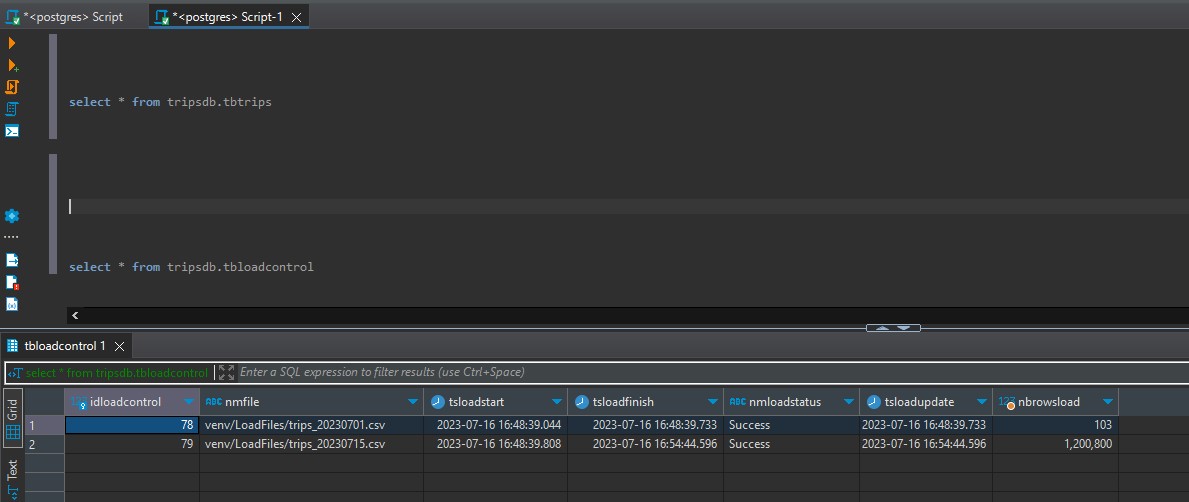 *<postgres> Script *<postgres> Script-1
select * from tripsdb.tbtrips
select * from tripsdb.tbloadcontrol
tbloadcontrol 1
select * from tripsdb.tbloadcontrol Enter a SQL expression to filter results (use Ctrl+Space)
Grid
Text
123 idloadcontrol ABC nmfile tsloadstart tsloadfinish ABC nmloadstatus tsloadupdate 123 nbrowsload
1 78 venv/LoadFiles/trips_20230701.csv 2023-07-16 16:48:39.044 2023-07-16 16:48:39.733 Success 2023-07-16 16:48:39.733 103
2 79 venv/LoadFiles/trips_20230715.csv 2023-07-16 16:48:39.808 2023-07-16 16:54:44.596 Success 2023-07-16 16:54:44.596 1,200,800